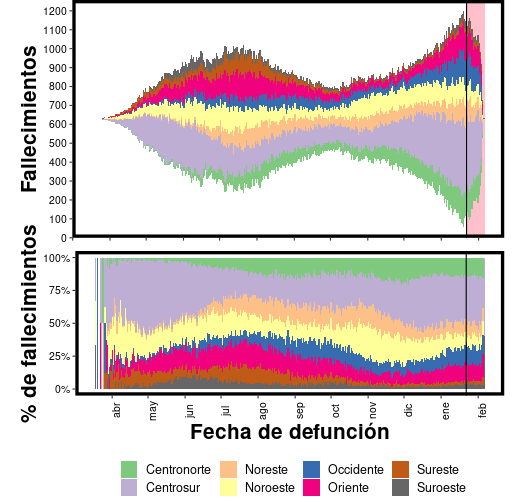 Fallecimientos
1200
1100
1000
900
800
700
600
500
400
300
200
100
0
% de fallecimientos
100%
75%
50%
25%
0%
abr
may
jun
jul
ago
sep
oct
nov
dic
ene
feb
Fecha de defunción
Centronorte Noreste Occidente Sureste
Centrosur Noroeste Oriente Suroeste